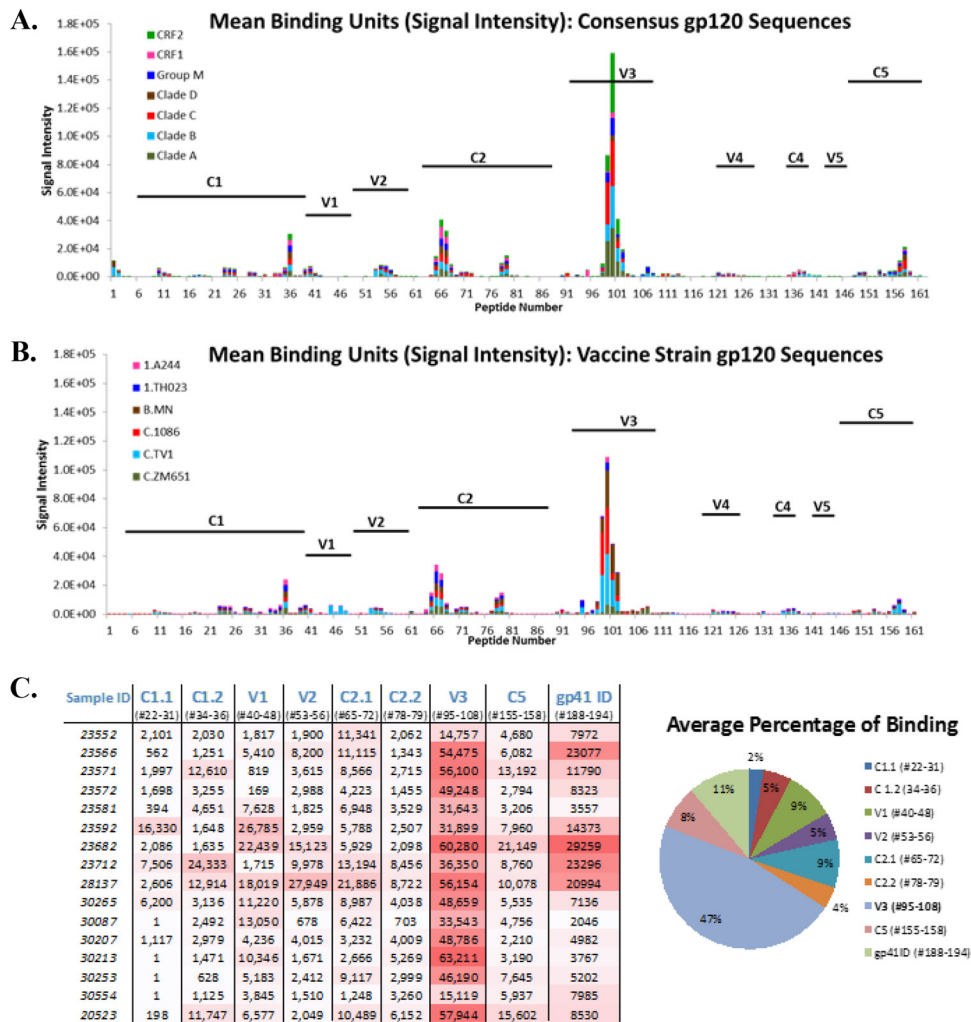 A.
Mean Binding Units (Signal Intensity): Consensus gp120 Sequences
Signal Intensity
1.8E+05
1.6E+05
1.4E+05
1.2E+05
1.0E+05
8.0E+04
6.0E+04
4.0E+04
2.0E+04
0.0E+00
CRF2
CRF1
Group M
Clade D
Clade C
Clade B
Clade A
C1
V1
V2
C2
V3
V4
C4
V5
C5
1 6 11 16 21 26 31 36 41 46 51 56 61 66 71 76 81 86 91 96 101 106 111 116 121 126 131 136 141 146 151 156 161
Peptide Number
B.
Mean Binding Units (Signal Intensity): Vaccine Strain gp120 Sequences
Signal Intensity
1.8E+05
1.6E+05
1.4E+05
1.2E+05
1.0E+05
8.0E+04
6.0E+04
4.0E+04
2.0E+04
0.0E+00
1.A244
1.TH023
B.MN
C.1086
C.TV1
C.ZM651
C1
V1
V2
C2
V3
V4
C4
V5
C5
1 6 11 16 21 26 31 36 41 46 51 56 61 66 71 76 81 86 91 96 101 106 111 116 121 126 131 136 141 146 151 156 161
Peptide Number
C.
Sample ID C1.1 C1.2 V1 V2 C2.1 C2.2 V3 C5 gp41 ID
(#22-31) (#34-36) (#40-48) (#53-56) (#65-72) (#78-79) (#95-108) (#155-158) (#188-194)
23552 2,101 2,030 1,817 1,900 11,341 2,062 14,757 4,680 7972
23566 562 1,251 5,410 8,200 11,115 1,343 54,475 6,082 23077
23571 1,997 12,610 819 3,615 8,566 2,715 56,100 13,192 11790
23572 1,698 3,255 169 2,988 4,223 1,455 49,248 2,794 8323
23581 394 4,651 7,628 1,825 6,948 3,529 31,643 3,206 3557
23592 16,330 1,648 26,785 2,959 5,788 2,507 31,899 7,960 14373
23682 2,086 1,635 22,439 15,123 5,929 2,098 60,280 21,149 29259
23712 7,506 24,333 1,715 9,978 13,194 8,456 36,350 8,760 23296
28137 2,606 12,914 18,019 27,949 21,886 8,722 56,154 10,078 20994
30265 6,200 3,136 11,220 5,878 8,987 4,038 48,659 5,535 7136
30087 1 2,492 13,050 678 6,422 703 33,543 4,756 2046
30207 1,117 2,979 4,236 4,015 3,232 4,009 48,786 2,210 4982
30213 1 1,471 10,346 1,671 2,666 5,269 63,211 3,190 3767
30253 1 628 5,183 2,412 9,117 2,999 46,190 7,645 5202
30554 1 1,125 3,845 1,510 1,248 3,260 15,119 5,937 7985
20523 198 11,747 6,577 2,049 10,489 6,152 57,944 15,602 8530
Average Percentage of Binding
2%
5%
9%
5%
9%
4%
47%
8%
11%
C1.1 (#22-31)
C 1.2 (34-36)
V1 (#40-48)
V2 (#53-56)
C2.1 (#65-72)
C2.2 (#78-79)
V3 (#95-108)
C5 (#155-158)
gp41ID (#188-194)